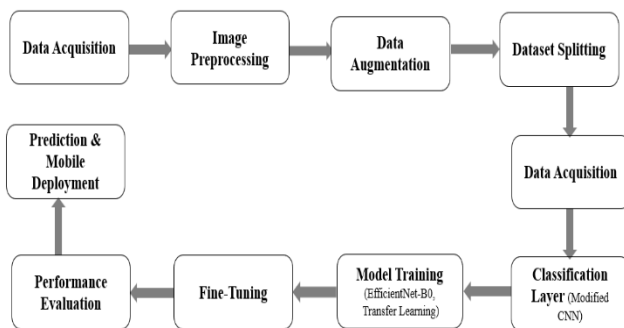 Data Acquisition
Image
Preprocessing
Data
Augmentation
Dataset Splitting
Data Acquisition
Classification
Layer (Modified
CNN)
Model Training
(EfficientNet-B0,
Transfer Learning)
Fine-Tuning
Performance
Evaluation
Prediction &
Mobile
Deployment